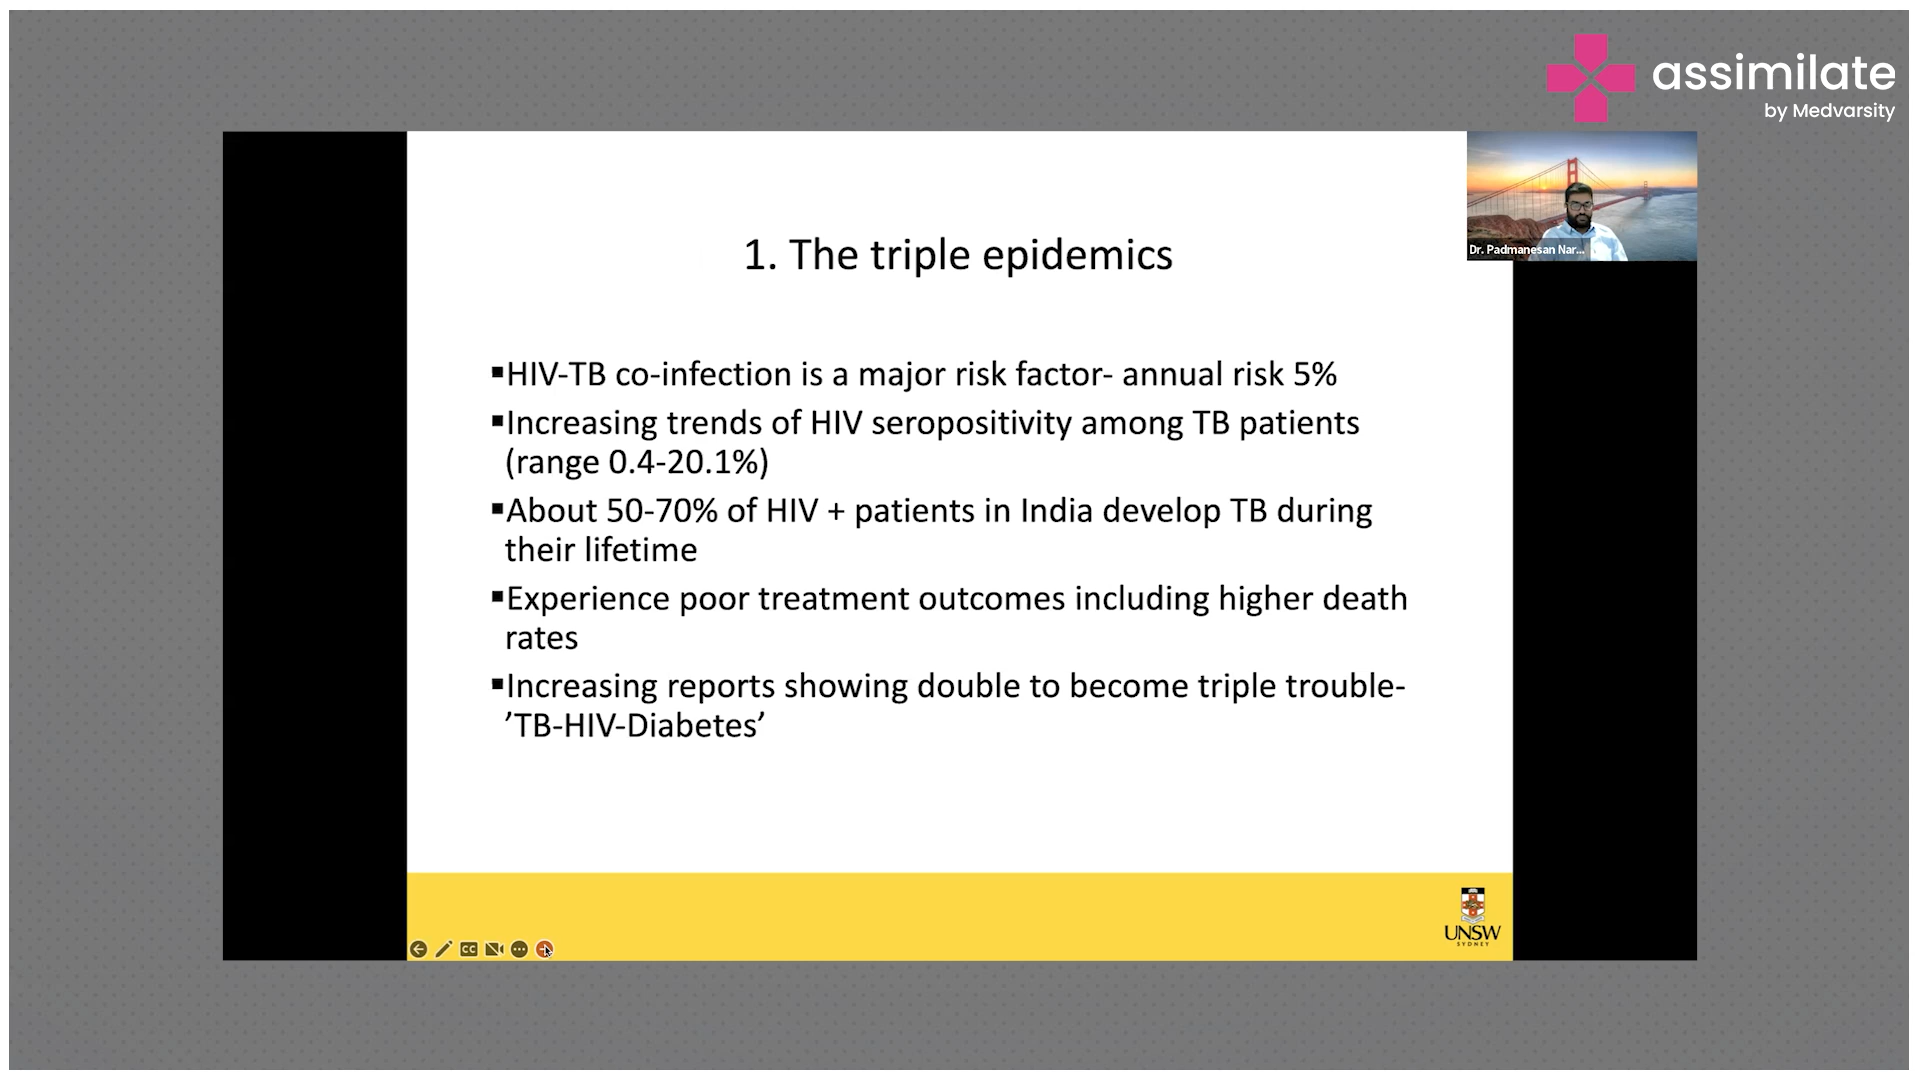 assimilate
by Medvarsity
Dr. Padmanesan Nar...
1. The triple epidemics
▪HIV-TB co-infection is a major risk factor- annual risk 5%
▪Increasing trends of HIV seropositivity among TB patients
(range 0.4-20.1%)
▪About 50-70% of HIV + patients in India develop TB during
their lifetime
▪Experience poor treatment outcomes including higher death
rates
▪Increasing reports showing double to become triple trouble-
’TB-HIV-Diabetes’
CC
UNSW
SYDNEY